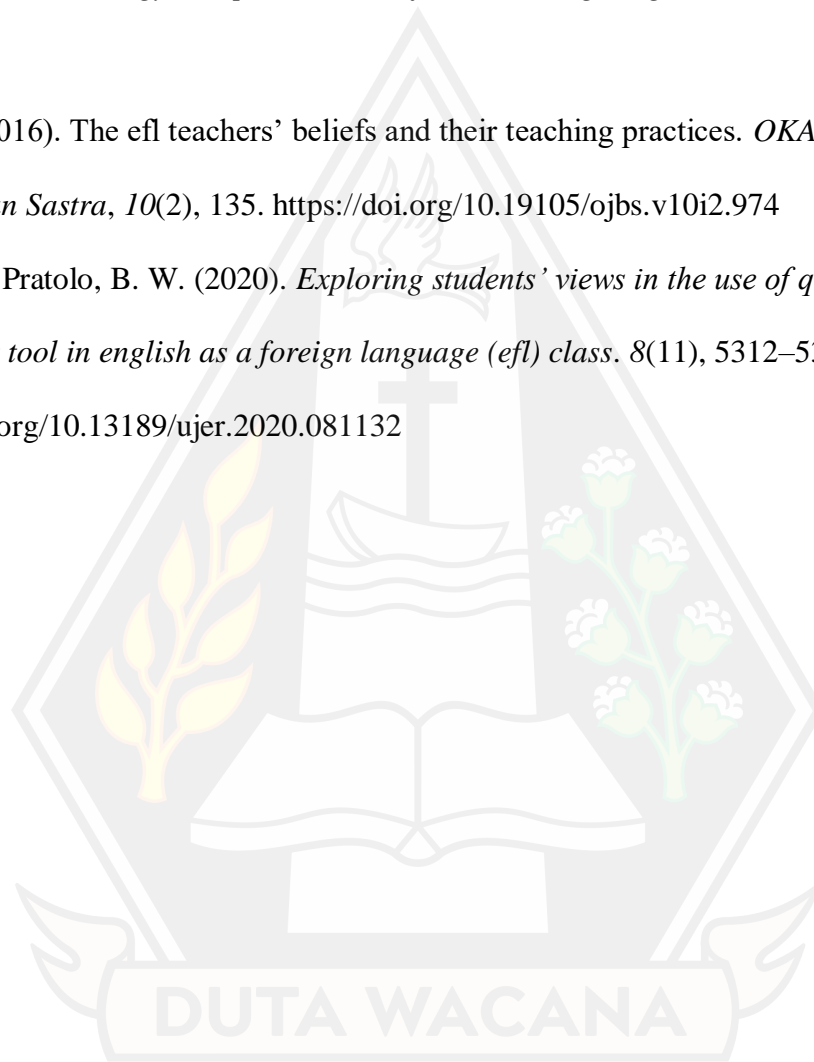 016). The efl teachers’ beliefs and their teaching practices. OKA
n Sastra, 10(2), 135. https://doi.org/10.19105/ojbs.v10i2.974
Pratolo, B. W. (2020). Exploring students’ views in the use of q
tool in english as a foreign language (efl) class. 8(11), 5312–53
org/10.13189/ujer.2020.081132
DUTA WACANA